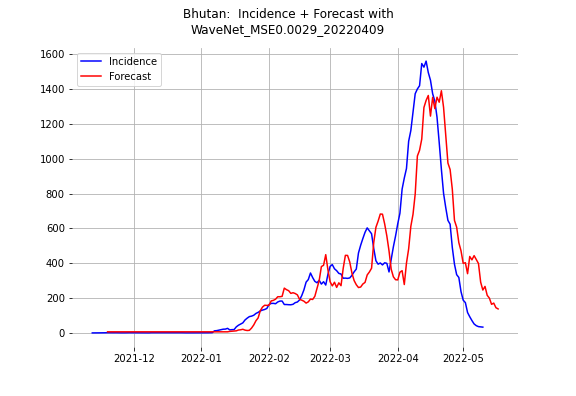 Bhutan:  Incidence + Forecast with
WaveNet_MSE0.0029_20220409
Incidence
Forecast
1600
1400
1200
1000
800
600
400
200
0
2021-12 2022-01 2022-02 2022-03 2022-04 2022-05